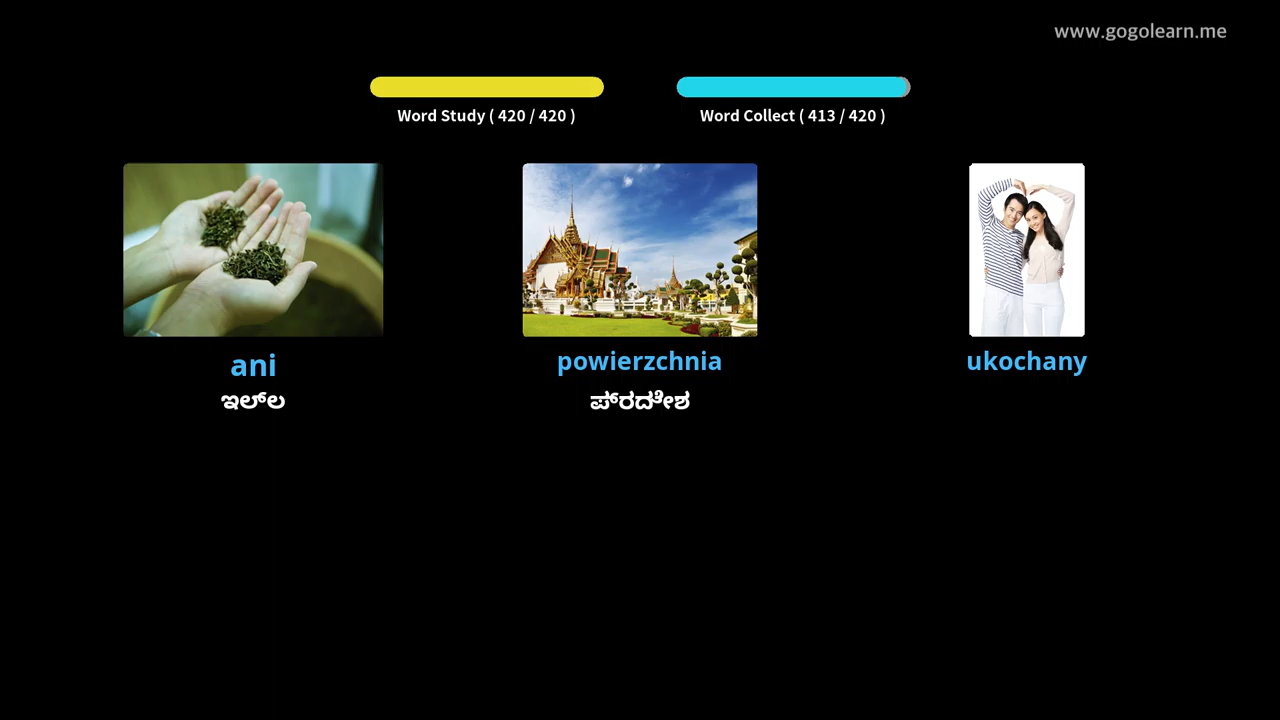 www.gogolearn.me
Word Study ( 420 / 420 )
Word Collect ( 413 / 420 )
ani
ಇಲ್ಲ
powierzchnia
ಪ್ರದೇಶ
ukochany